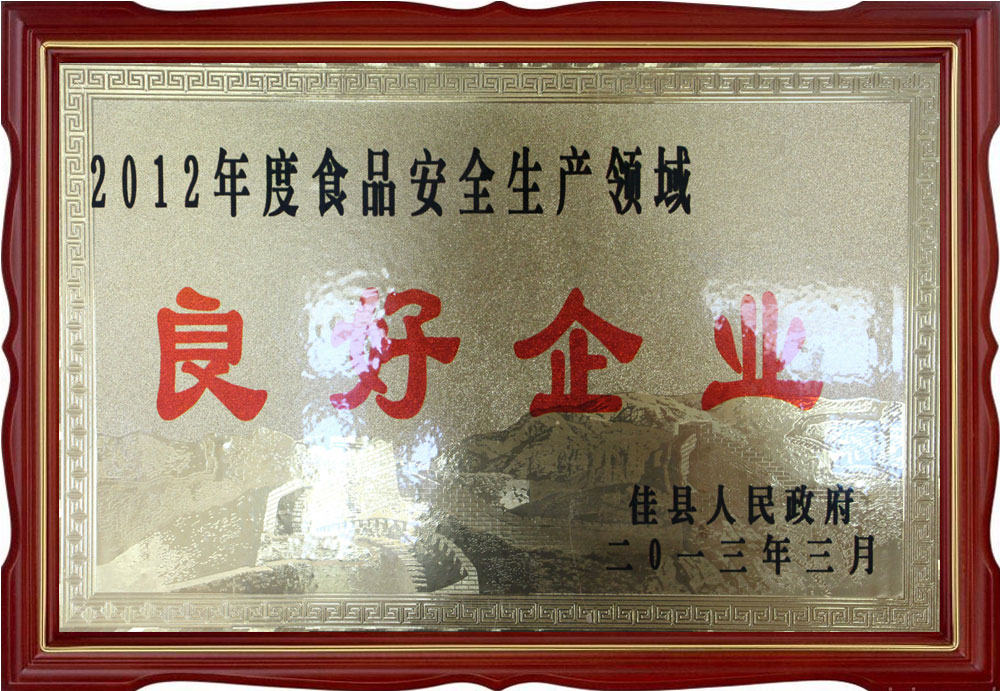 2012年度食品安全生产领域
良好企业
佳县人民政府
二〇一三年三月